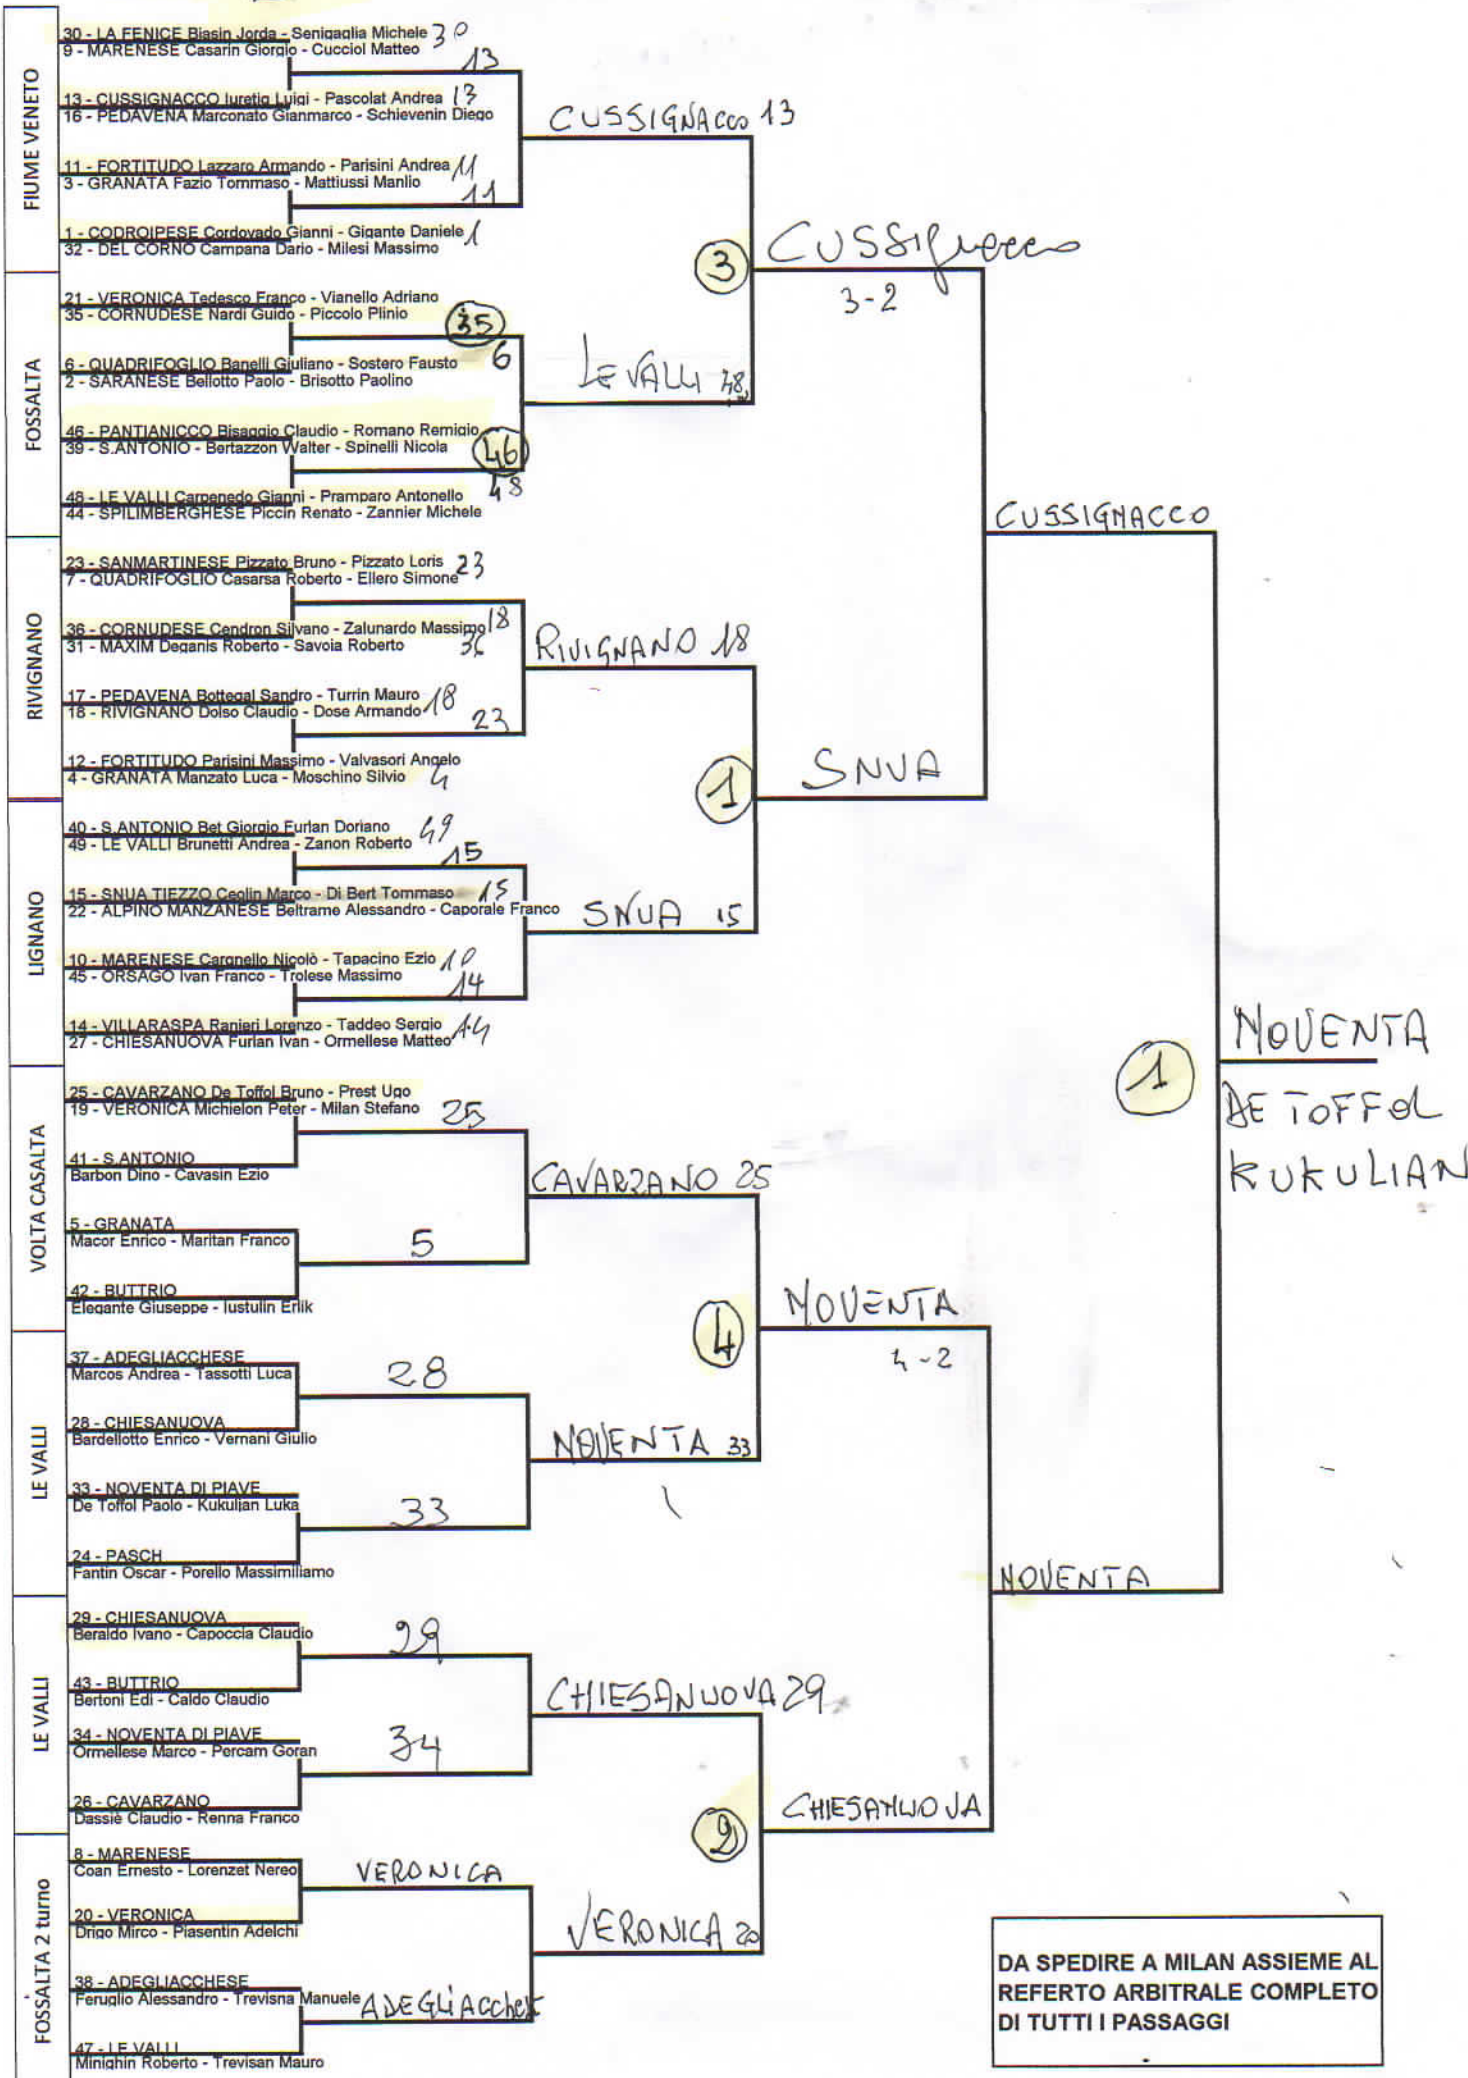 FIUME VENETO
30 - LA FENICE Biasin Jorda - Senigaglia Michele 30
9 - MARENESE Casarin Giorgio - Cucciol Matteo
13
13 - CUSSIGNACCO Iuretig Luigi - Pascolat Andrea 13
16 - PEDAVENA Marconato Gianmarco - Schievenin Diego
CUSSIGNACCO 13
11 - FORTITUDO Lazzaro Armando - Parisini Andrea 11
3 - GRANATA Fazio Tommaso - Mattiussi Manlio
11
1 - CODROIPESE Cordovado Gianni - Gigante Daniele 1
32 - DEL CORNO Campana Dario - Milesi Massimo
3
CUSSIGNACCO
3-2
FOSSALTA
21 - VERONICA Tedesco Franco - Vianello Adriano
35 - CORNUDESE Nardi Guido - Piccolo Plinio
35
6
6 - QUADRIFOGLIO Banelli Giuliano - Sostero Fausto
2 - SARANESE Bellotto Paolo - Brisotto Paolino
LE VALLI 48
46 - PANTIANICCO Bisaggio Claudio - Romano Remigio
39 - S.ANTONIO - Bertazzon Walter - Spinelli Nicola
46
48
48 - LE VALLI Carpenedo Gianni - Pramparo Antonello
44 - SPILIMBERGHESE Piccin Renato - Zannier Michele
CUSSIGNACCO
RIVIGNANO
23 - SANMARTINESE Pizzato Bruno - Pizzato Loris 23
7 - QUADRIFOGLIO Casarsa Roberto - Ellero Simone
18
36 - CORNUDESE Cendron Silvano - Zalunardo Massimo
31 - MAXIM Deganis Roberto - Savoia Roberto 36
RIVIGNANO 18
17 - PEDAVENA Bottegal Sandro - Turrin Mauro
18 - RIVIGNANO Dolso Claudio - Dose Armando 18
23
12 - FORTITUDO Parisini Massimo - Valvasori Angelo
4 - GRANATA Manzato Luca - Moschino Silvio 4
1
SNUA
LIGNANO
40 - S.ANTONIO Bet Giorgio Furlan Doriano
49 - LE VALLI Brunetti Andrea - Zanon Roberto 49
15
15 - SNUA TIEZZO Ceolin Marco - Di Bert Tommaso 15
22 - ALPINO MANZANESE Beltrame Alessandro - Caporale Franco
SNUA 15
10 - MARENESE Cargnello Nicolò - Tapacino Ezio 10
45 - ORSAGO Ivan Franco - Trolese Massimo
14
14 - VILLARASPA Ranieri Lorenzo - Taddeo Sergio 14
27 - CHIESANUOVA Furlan Ivan - Ormellese Matteo
1
NOVENTA
DE TOFFOL
KUKULIAN
VOLTA CASALTA
25 - CAVARZANO De Toffol Bruno - Prest Ugo
19 - VERONICA Michielon Peter - Milan Stefano
25
41 - S.ANTONIO
Barbon Dino - Cavasin Ezio
CAVARZANO 25
5 - GRANATA
Macor Enrico - Maritan Franco
5
42 - BUTTRIO
Elegante Giuseppe - Iustulin Erlik
4
NOVENTA
4-2
LE VALLI
37 - ADEGLIACCHESE
Marcos Andrea - Tassotti Luca
28
28 - CHIESANUOVA
Bardellotto Enrico - Vernani Giulio
NOVENTA 33
33 - NOVENTA DI PIAVE
De Toffol Paolo - Kukulian Luka
33
24 - PASCH
Fantin Oscar - Porello Massimiliamo
NOVENTA
LE VALLI
29 - CHIESANUOVA
Beraldo Ivano - Capoccia Claudio
29
43 - BUTTRIO
Bertoni Edi - Caldo Claudio
CHIESANUOVA 29
34 - NOVENTA DI PIAVE
Ormellese Marco - Percam Goran
34
26 - CAVARZANO
Dassiè Claudio - Renna Franco
2
CHIESANUOVA
FOSSALTA 2 turno
8 - MARENESE
Coan Ernesto - Lorenzet Nereo
VERONICA
20 - VERONICA
Drigo Mirco - Piasentin Adelchi
VERONICA 20
38 - ADEGLIACCHESE
Feruglio Alessandro - Trevisna Manuele
ADEGLIACChESE
47 - LE VALLI
Minighin Roberto - Trevisan Mauro
DA SPEDIRE A MILAN ASSIEME AL
REFERTO ARBITRALE COMPLETO
DI TUTTI I PASSAGGI